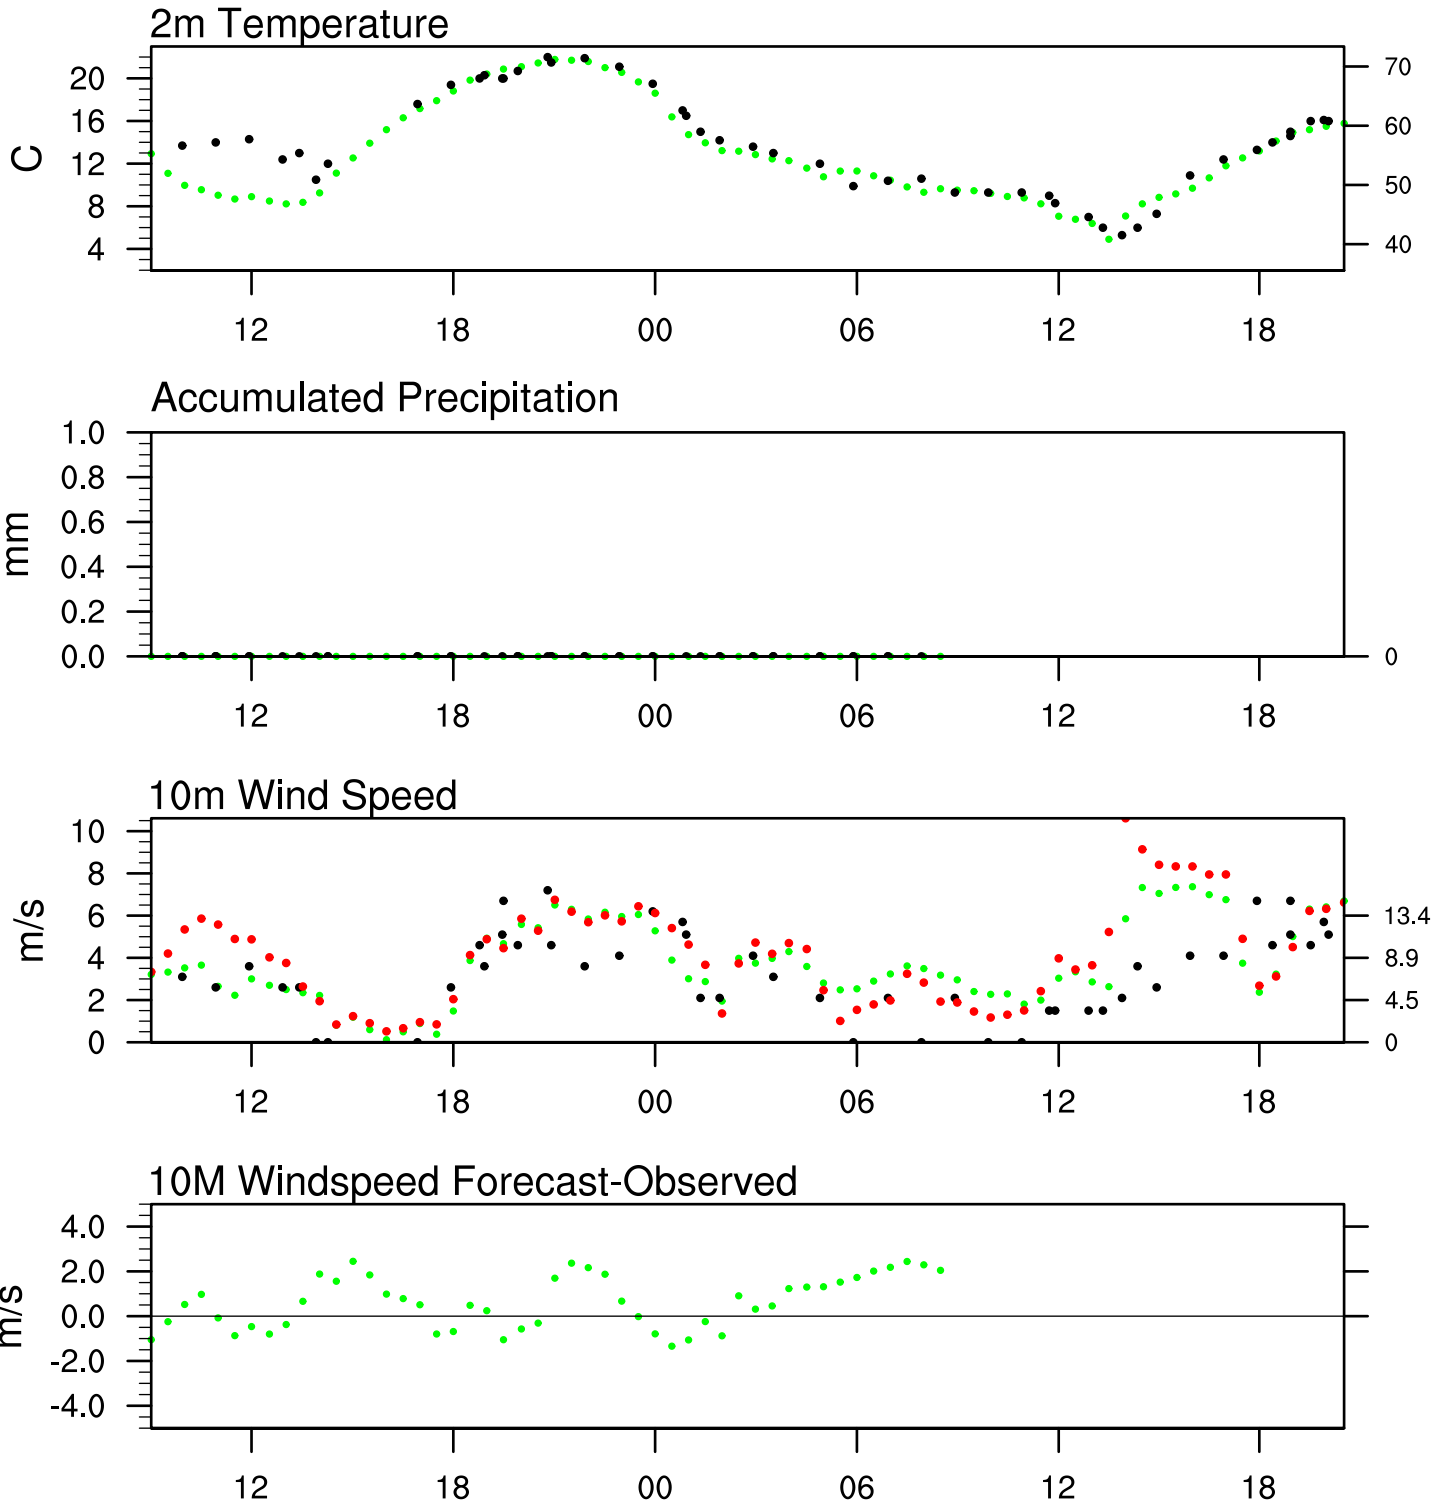 2m Temperature
20
16
12
8
4
C
70
60
50
40
12 18 00 06 12 18
Accumulated Precipitation
1.0
0.8
0.6
0.4
0.2
0.0
mm
0
12 18 00 06 12 18
10m Wind Speed
10
8
6
4
2
0
m/s
13.4
8.9
4.5
0
12 18 00 06 12 18
10M Windspeed Forecast-Observed
4.0
2.0
0.0
-2.0
-4.0
m/s
12 18 00 06 12 18